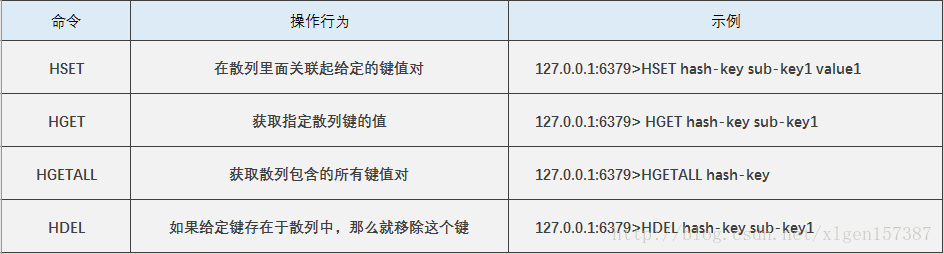 命令 操作行为 示例
HSET 在散列里面关联起给定的键值对 127.0.0.1:6379>HSET hash-key sub-key1 value1
HGET 获取指定散列键的值 127.0.0.1:6379> HGET hash-key sub-key1
HGETALL 获取散列包含的所有键值对 127.0.0.1:6379>HGETALL hash-key
HDEL 如果给定键存在于散列中，那么就移除这个键 127.0.0.1:6379>HDEL hash-key sub-key1
http://blog.csdn.net/xlgen157387